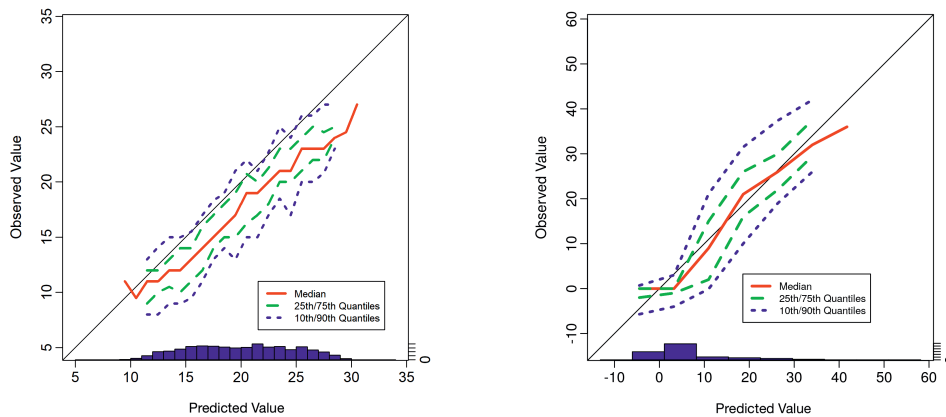 35
30
25
20
15
10
5
Observed Value
Median
25th/75th Quantiles
10th/90th Quantiles
0
5 10 15 20 25 30 35
Predicted Value
60
50
40
30
20
10
0
-10
Observed Value
Median
25th/75th Quantiles
10th/90th Quantiles
-10 0 10 20 30 40 50 60
Predicted Value